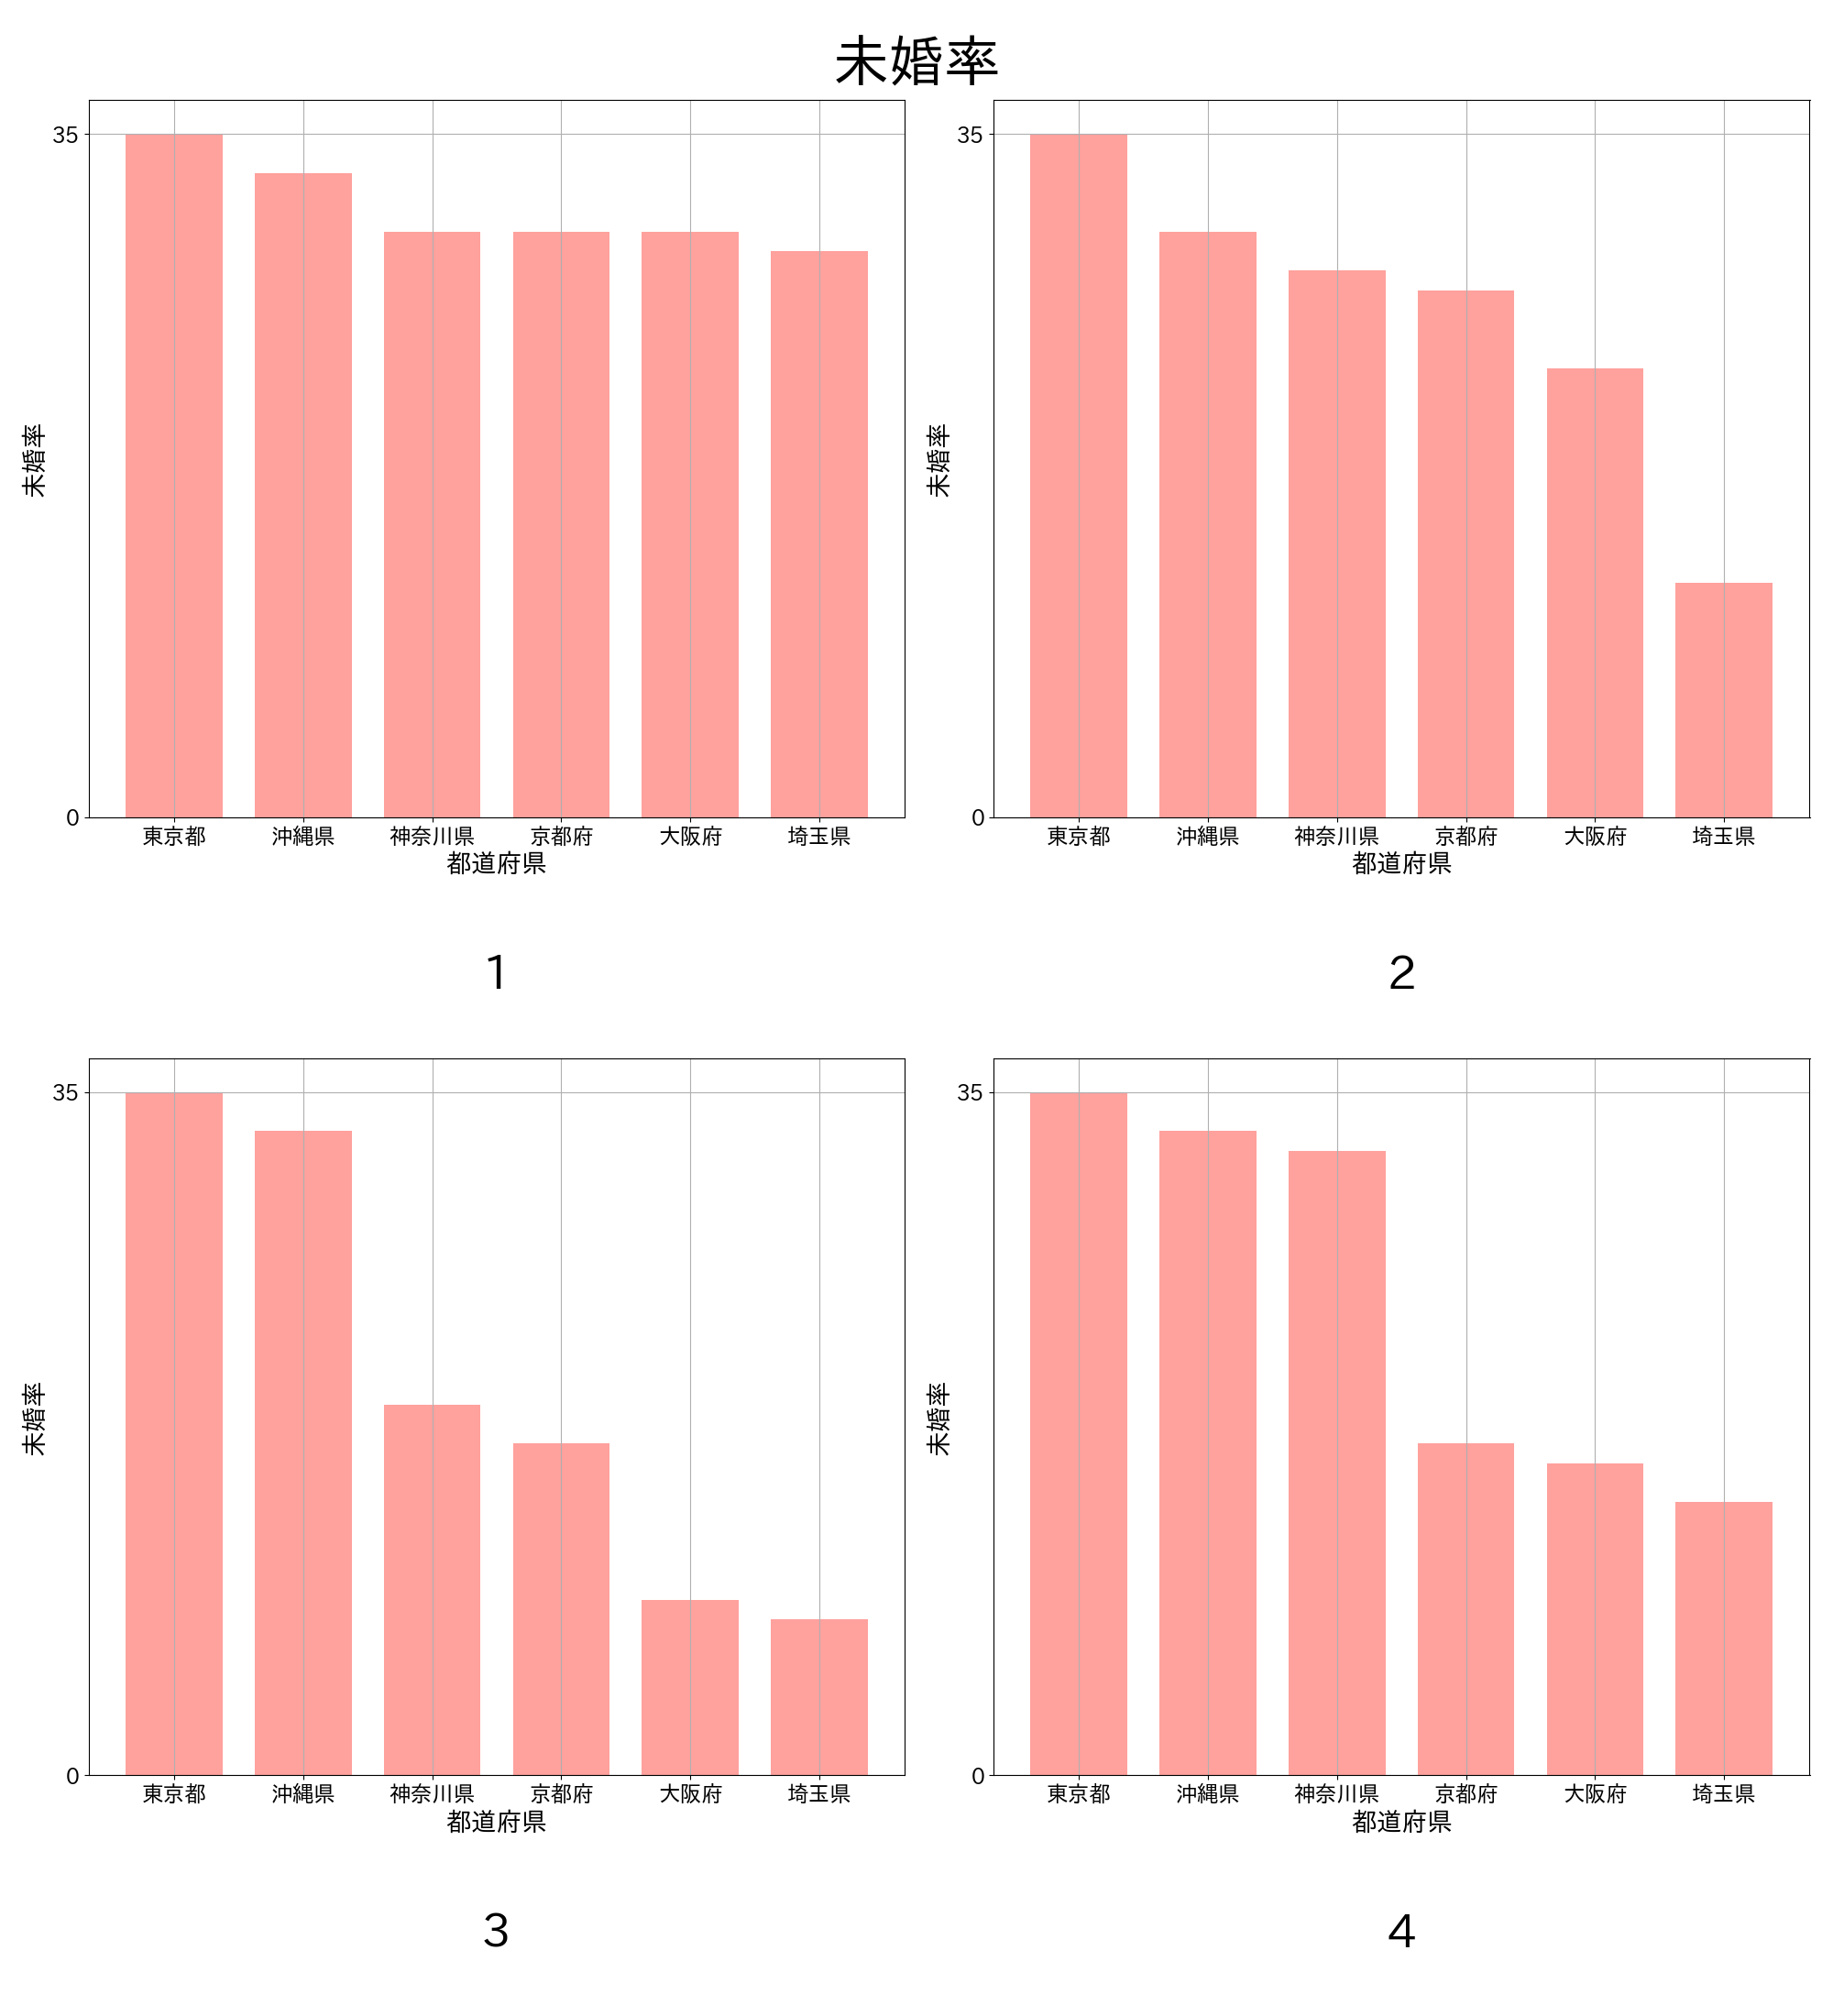 未婚率
35
0
未婚率
東京都 沖縄県 神奈川県 京都府 大阪府 埼玉県
都道府県
1
35
0
未婚率
東京都 沖縄県 神奈川県 京都府 大阪府 埼玉県
都道府県
2
35
0
未婚率
東京都 沖縄県 神奈川県 京都府 大阪府 埼玉県
都道府県
3
35
0
未婚率
東京都 沖縄県 神奈川県 京都府 大阪府 埼玉県
都道府県
4